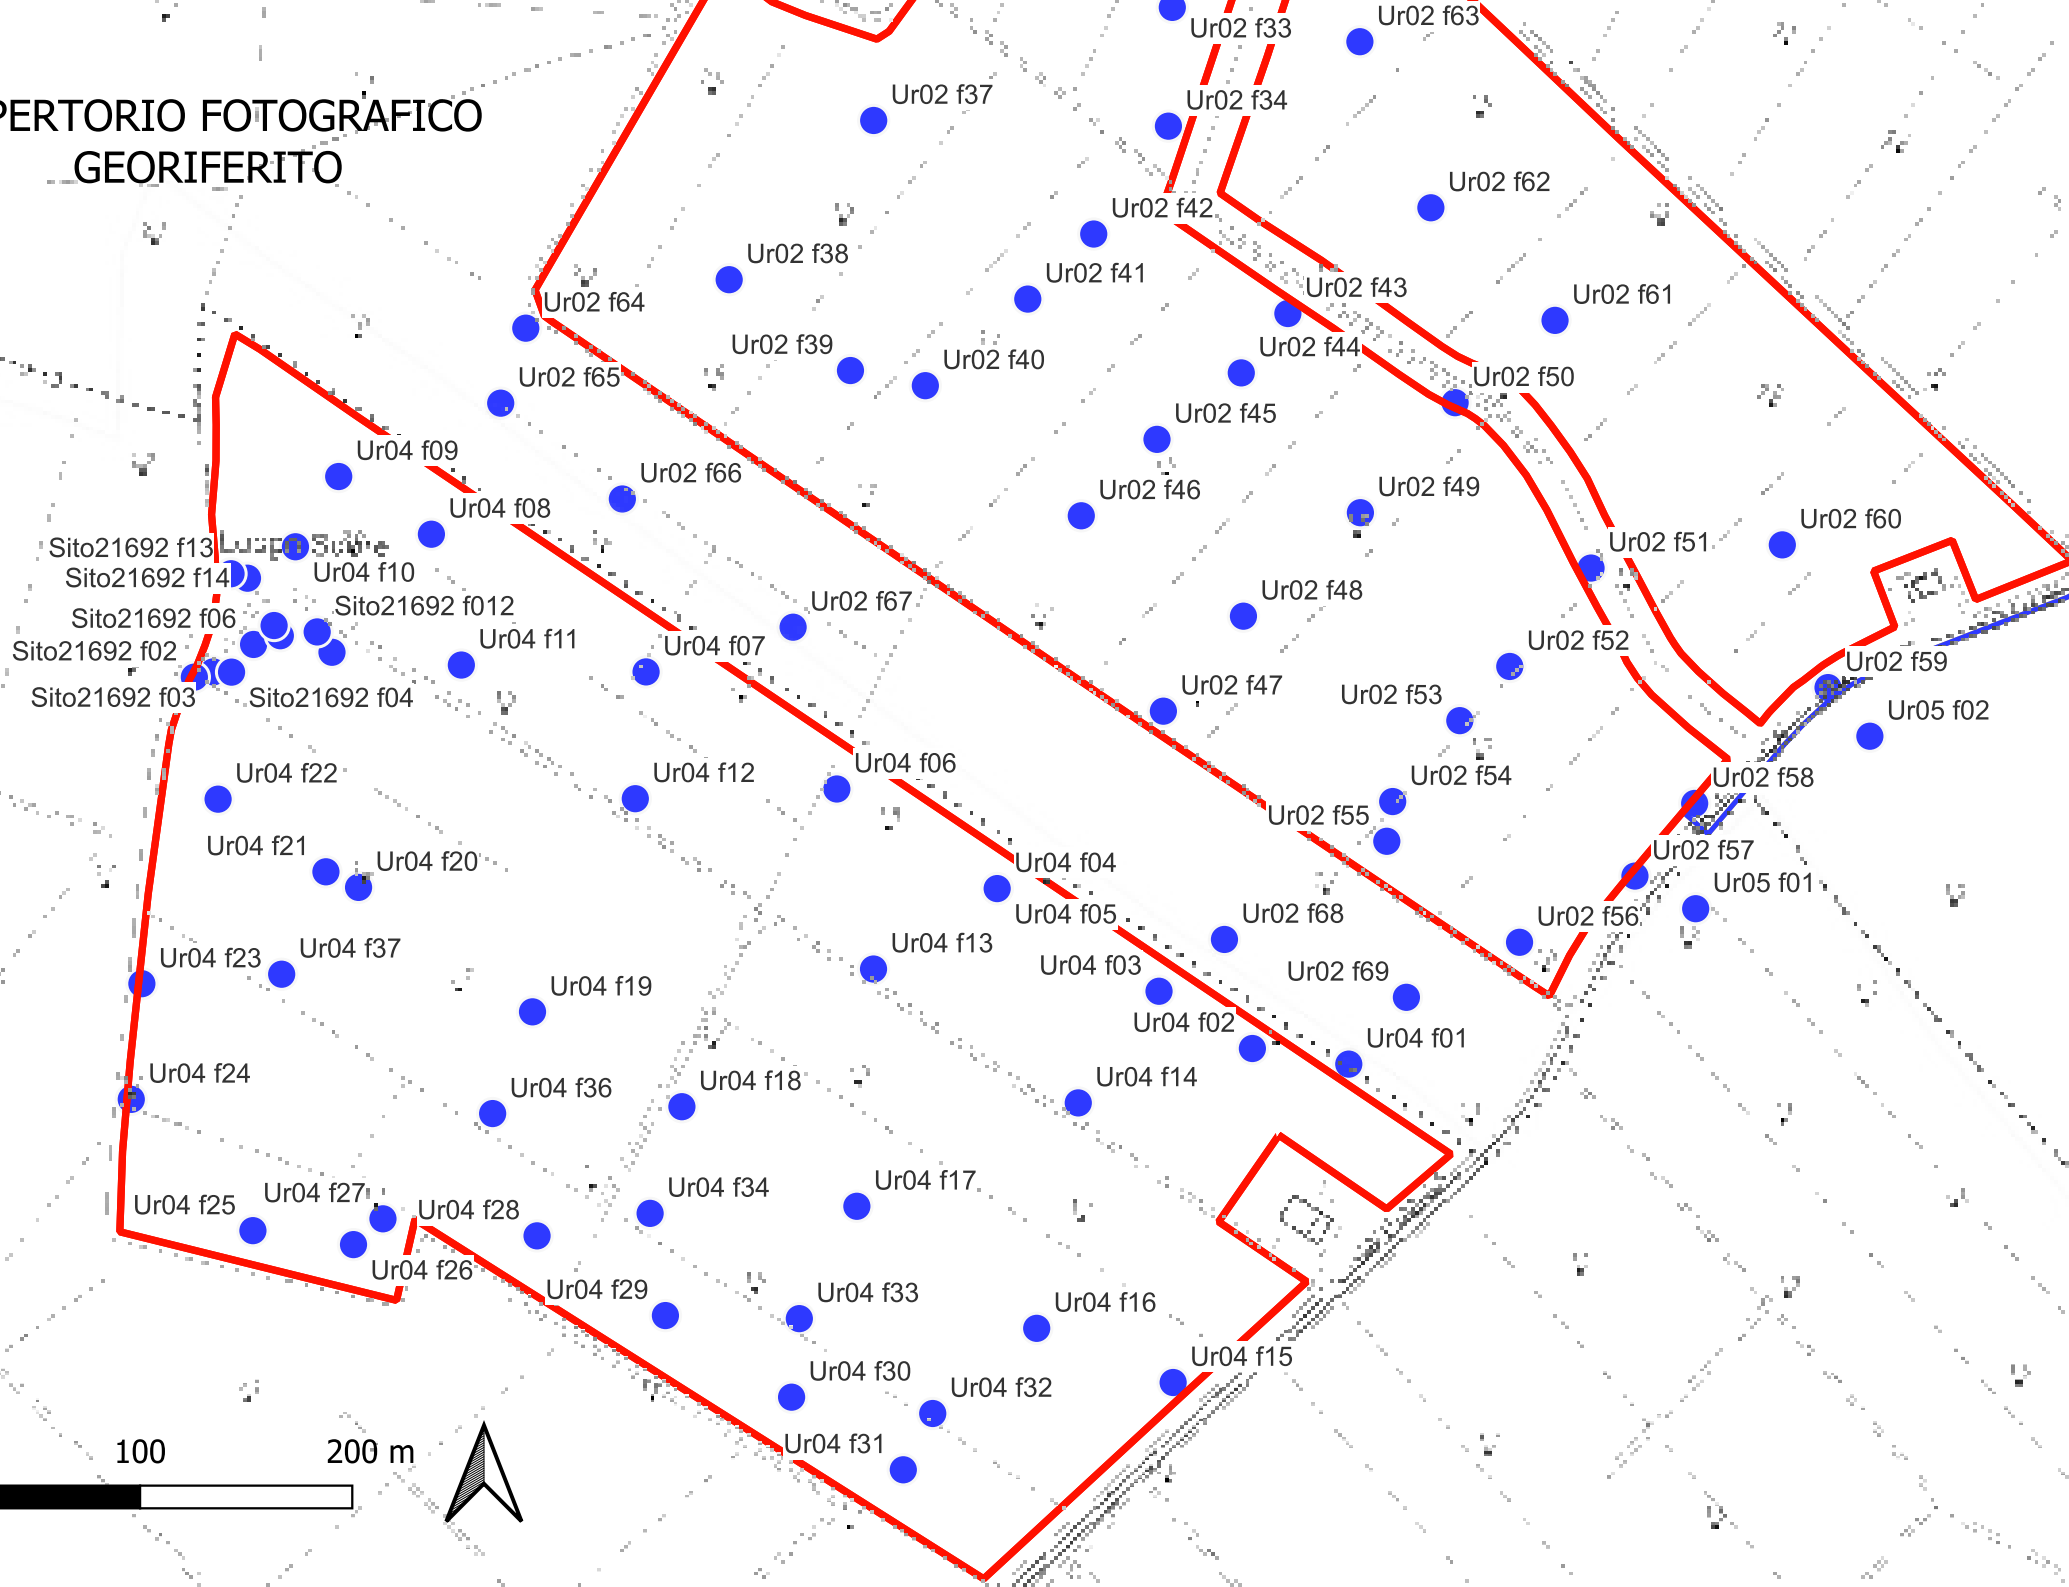 Ur02 f63
Ur02 f33
Ur02 f37
Ur02 f34
PERTORIO FOTOGRAFICO
GEORIFERITO
Ur02 f62
Ur02 f42
Ur02 f38
Ur02 f41
Ur02 f43
Ur02 f61
Ur02 f64
Ur02 f39
Ur02 f44
Ur02 f40
Ur02 f65
Ur02 f50
Ur02 f45
Ur04 f09
Ur02 f66
Ur02 f49
Ur02 f46
Ur04 f08
Ur02 f60
Ur02 f51
Sito21692 f13
Ur04 f10
Sito21692 f14
Ur02 f48
Ur02 f67
Sito21692 f012
Sito21692 f06
Ur04 f11
Ur04 f07
Ur02 f52
Sito21692 f02
Ur02 f59
Ur02 f47
Ur02 f53
Sito21692 f03
Sito21692 f04
Ur05 f02
Ur04 f22
Ur04 f12
Ur04 f06
Ur02 f54
Ur02 f58
Ur02 f55
Ur04 f21
Ur04 f20
Ur04 f04
Ur02 f57
Ur05 f01
Ur04 f05
Ur02 f68
Ur02 f56
Ur04 f23
Ur04 f37
Ur04 f13
Ur04 f03
Ur02 f69
Ur04 f19
Ur04 f02
Ur04 f01
Ur04 f24
Ur04 f36
Ur04 f18
Ur04 f14
Ur04 f25
Ur04 f27
Ur04 f28
Ur04 f34
Ur04 f17
Ur04 f26
Ur04 f29
Ur04 f33
Ur04 f16
Ur04 f15
Ur04 f30
Ur04 f32
Ur04 f31
100
200 m